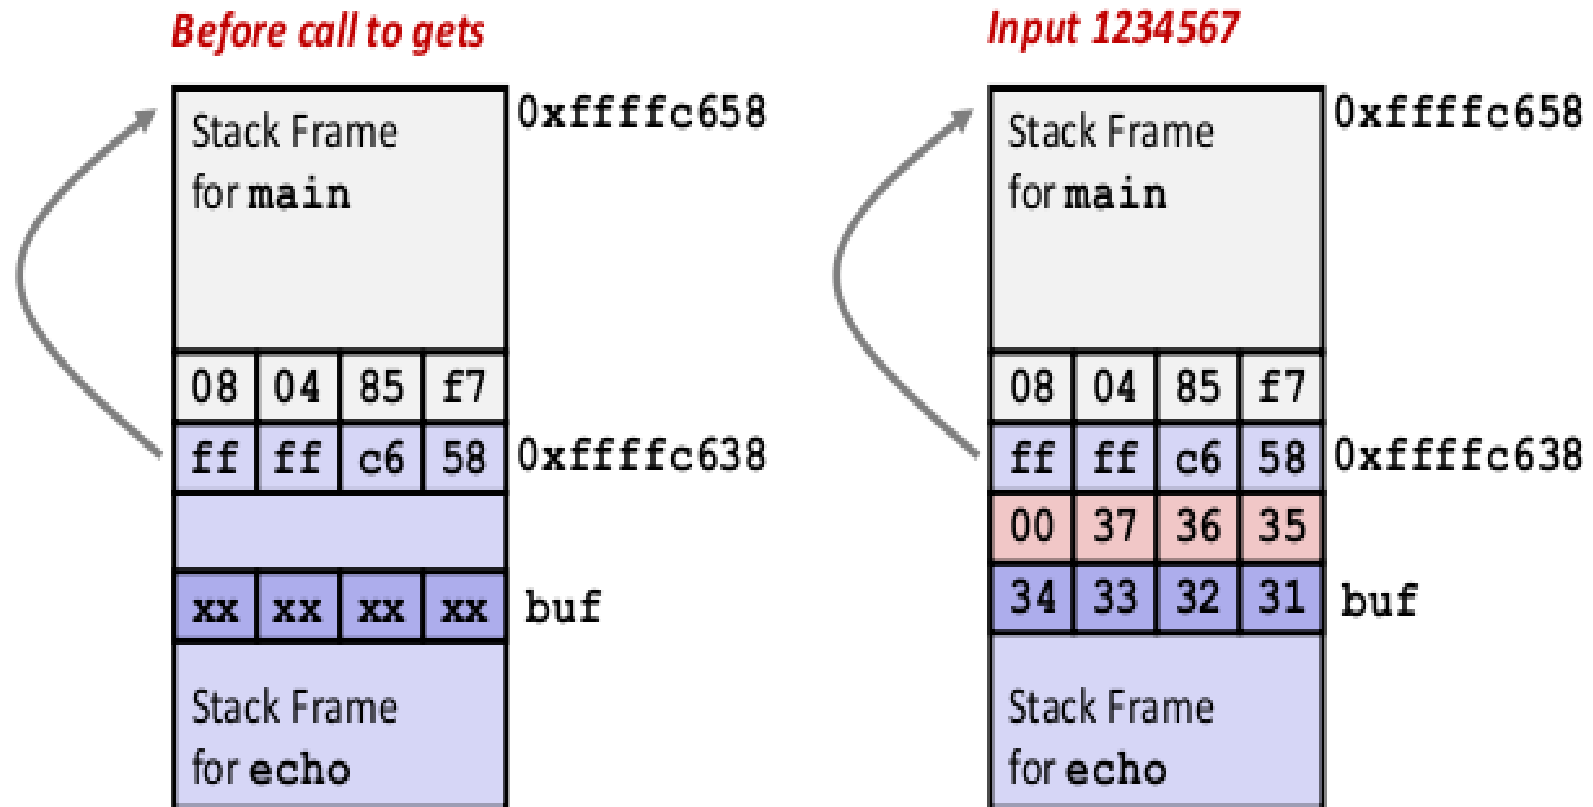 Before call to gets
Stack Frame
for main
0xffffc658
08 04 85 f7
ff ff c6 58 0xffffc638
xx xx xx xx buf
Stack Frame
for echo
Input 1234567
Stack Frame
for main
0xffffc658
08 04 85 f7
ff ff c6 58 0xffffc638
00 37 36 35
34 33 32 31 buf
Stack Frame
for echo